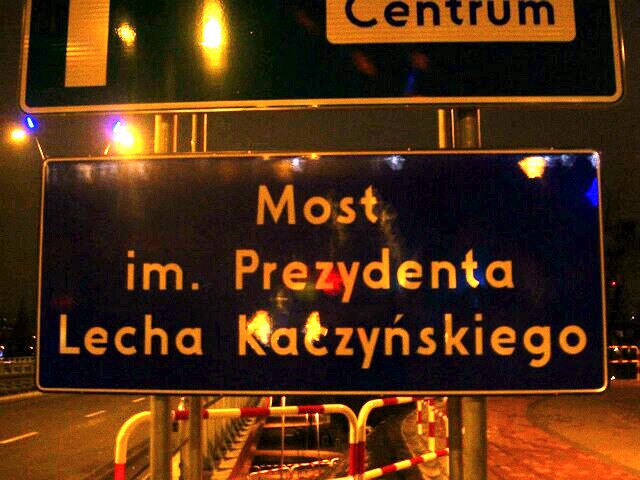 Centrum
Most
im. Prezydenta
Lecha Kaczyńskiego